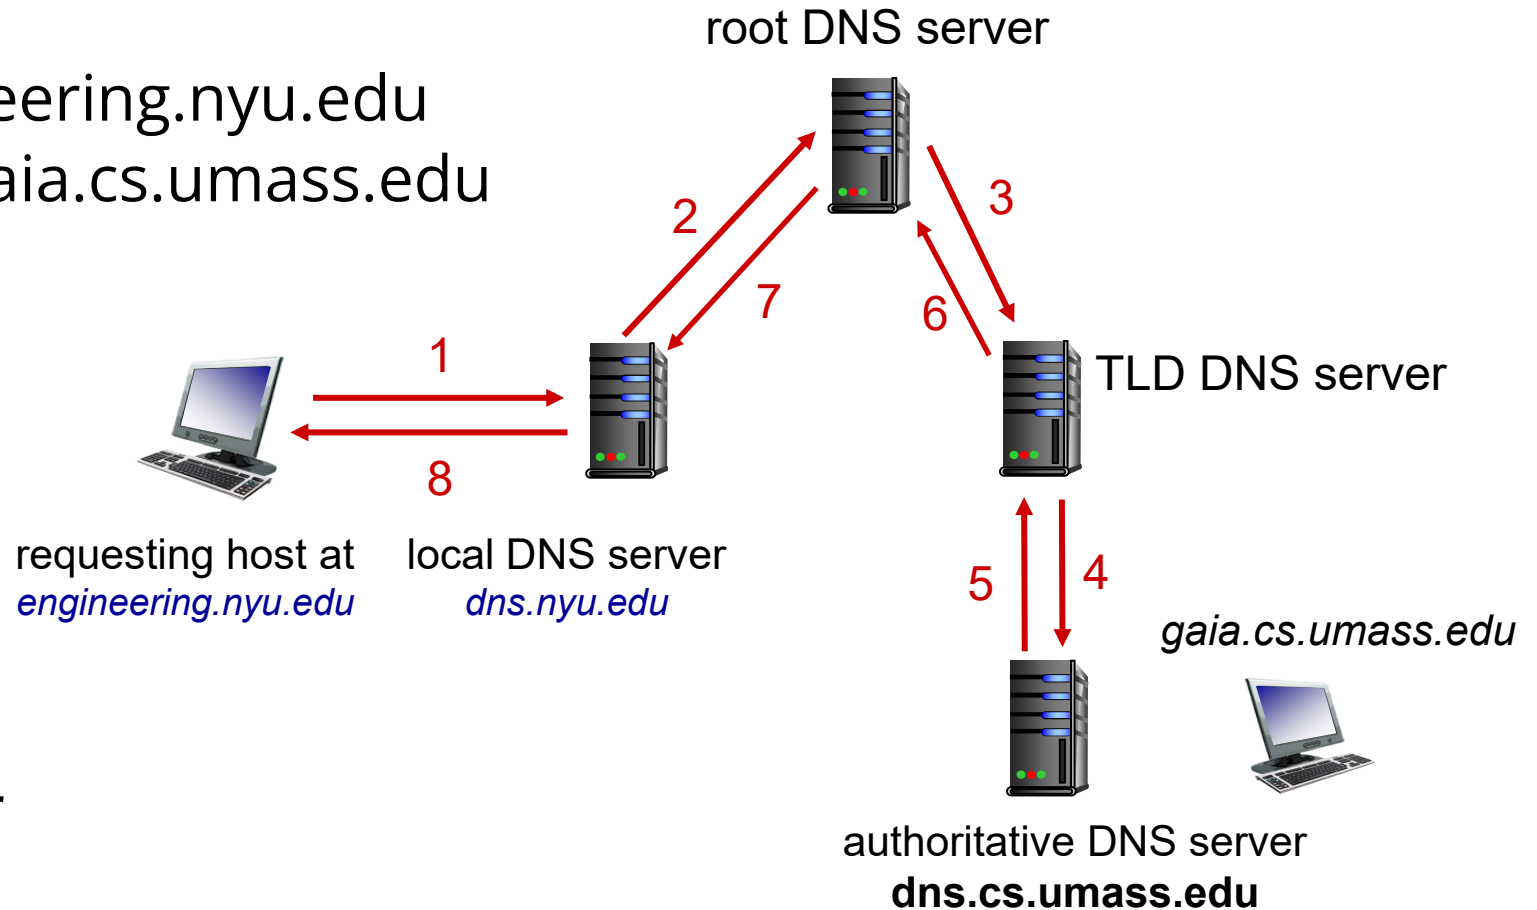 root DNS server
eering.nyu.edu
aia.cs.umass.edu
2
3
7
6
1
TLD DNS server
8
requesting host at
engineering.nyu.edu
local DNS server
dns.nyu.edu
5
4
gaia.cs.umass.edu
authoritative DNS server
dns.cs.umass.edu